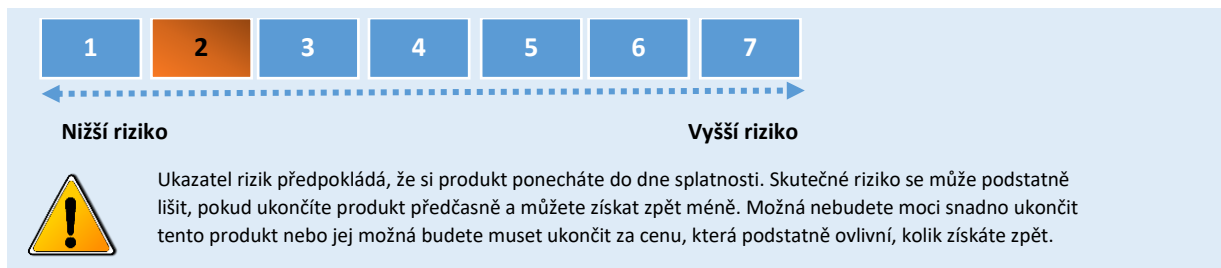 1 2 3 4 5 6 7
Nižší riziko Vyšší riziko
Ukazatel rizik předpokládá, že si produkt ponecháte do dne splatnosti. Skutečné riziko se může podstatně
lišit, pokud ukončíte produkt předčasně a můžete získat zpět méně. Možná nebudete moci snadno ukončit
tento produkt nebo jej možná budete muset ukončit za cenu, která podstatně ovlivní, kolik získáte zpět.